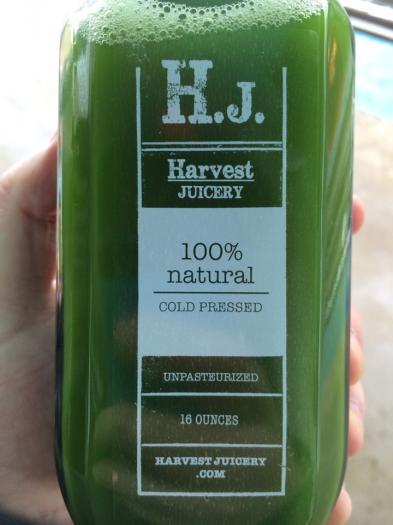 H.J.
Harvest
JUICERY
100%
natural
COLD PRESSED
UNPASTEURIZED
16 OUNCES
HARVEST JUICERY
.COM